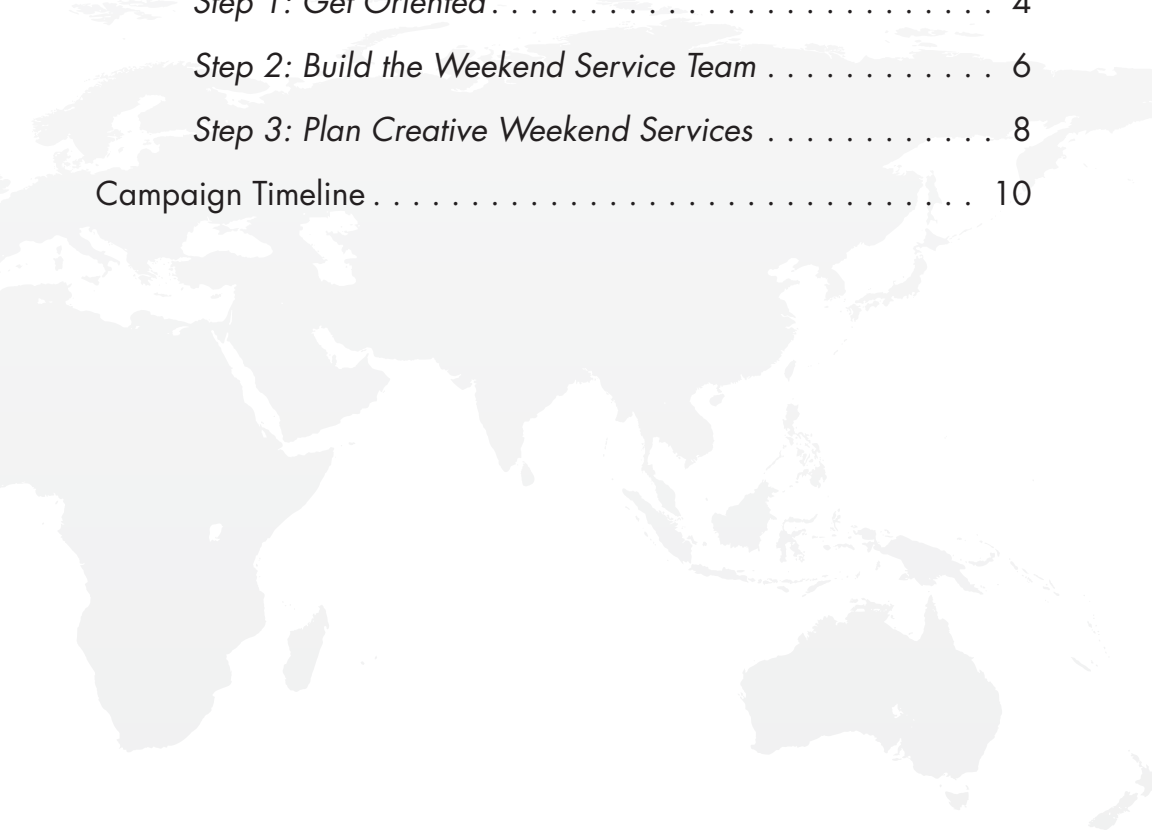 Step 1: Get Oriented. . . . . . . . . . . . . . . . . . . . . . . . . . 4
Step 2: Build the Weekend Service Team . . . . . . . . . . . . 6
Step 3: Plan Creative Weekend Services . . . . . . . . . . . . 8
Campaign Timeline . . . . . . . . . . . . . . . . . . . . . . . . . . . . . . . 10